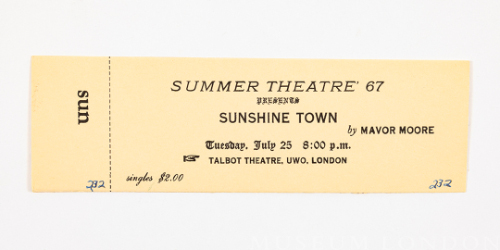 sun
SUMMER THEATRE' 67
PRESENTS
SUNSHINE TOWN
by MAVOR MOORE
Tuesday, July 25 8:00 p.m.
TALBOT THEATRE, UWO. LONDON
singles $2.00
232
232